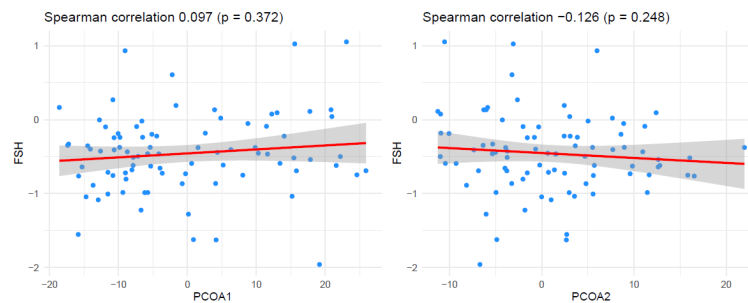 Spearman correlation 0.097 (p = 0.372)
1
0
−1
−2
FSH
−20
−10
0
10
20
PCOA1
Spearman correlation −0.126 (p = 0.248)
1
0
−1
−2
FSH
−10
0
10
20
PCOA2